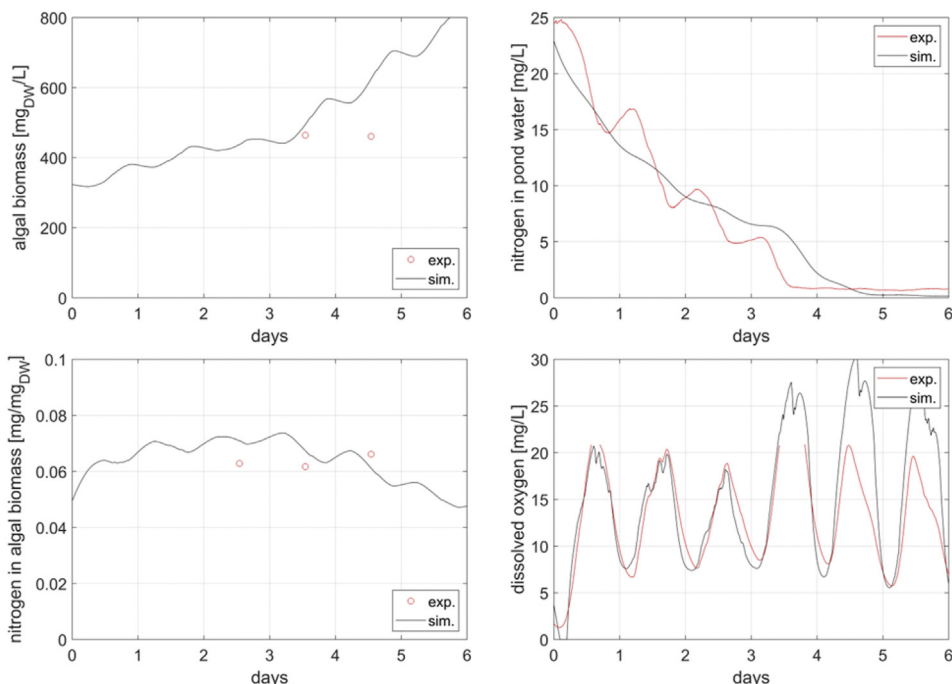 800
600
400
200
0
algal biomass [mg_DW/L]
exp.
sim.
0 1 2 3 4 5 6
days
25
20
15
10
5
0
nitrogen in pond water [mg/L]
exp.
sim.
0 1 2 3 4 5 6
days
0.1
0.08
0.06
0.04
0.02
0
nitrogen in algal biomass [mg/mg_DW]
exp.
sim.
0 1 2 3 4 5 6
days
30
25
20
15
10
5
0
dissolved oxygen [mg/L]
exp.
sim.
0 1 2 3 4 5 6
days